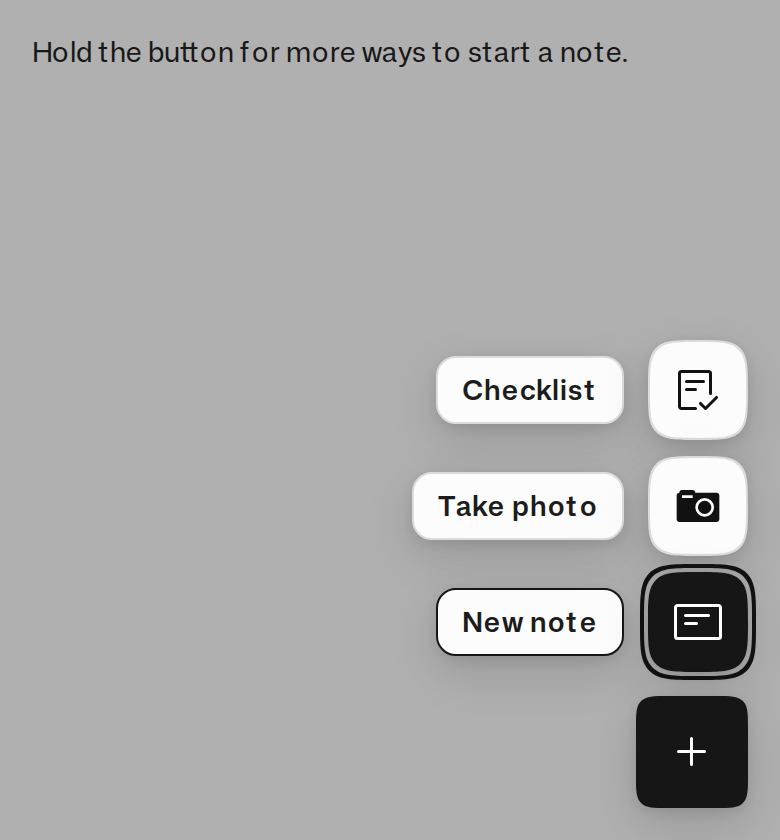 Hold the button for more ways to start a note.
Checklist
Take photo
New note